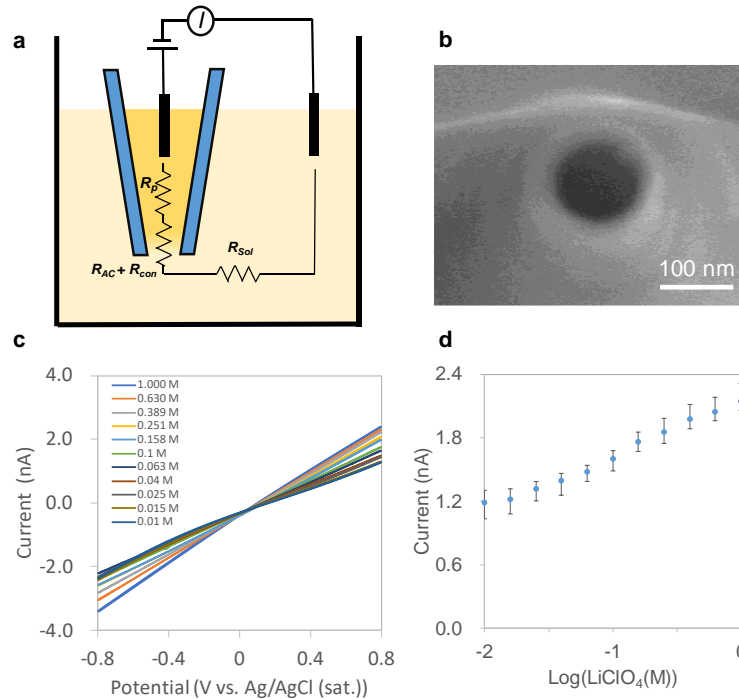 a
I
R_p
R_AC + R_con
R_Sol
b
100 nm
c
4.0
2.0
0.0
-2.0
-4.0
Current (nA)
1.000 M
0.630 M
0.389 M
0.251 M
0.158 M
0.1 M
0.063 M
0.04 M
0.025 M
0.015 M
0.01 M
-0.8
-0.4
0
0.4
0.8
Potential (V vs. Ag/AgCl (sat.))
d
2.4
1.8
1.2
0.6
0.0
Current (nA)
-2
-1
0
Log(LiClO4(M))